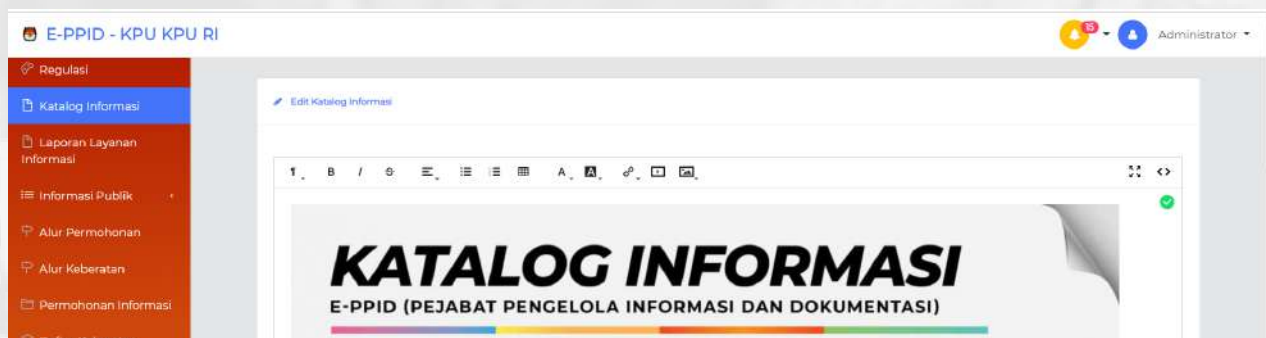 E-PPID - KPU KPU RI
15
Administrator
Regulasi
Katalog Informasi
Edit Katalog Informasi
Laporan Layanan
Informasi
Informasi Publik
Alur Permohonan
Alur Keberatan
Permohonan Informasi
KATALOG INFORMASI
E-PPID (PEJABAT PENGELOLA INFORMASI DAN DOKUMENTASI)